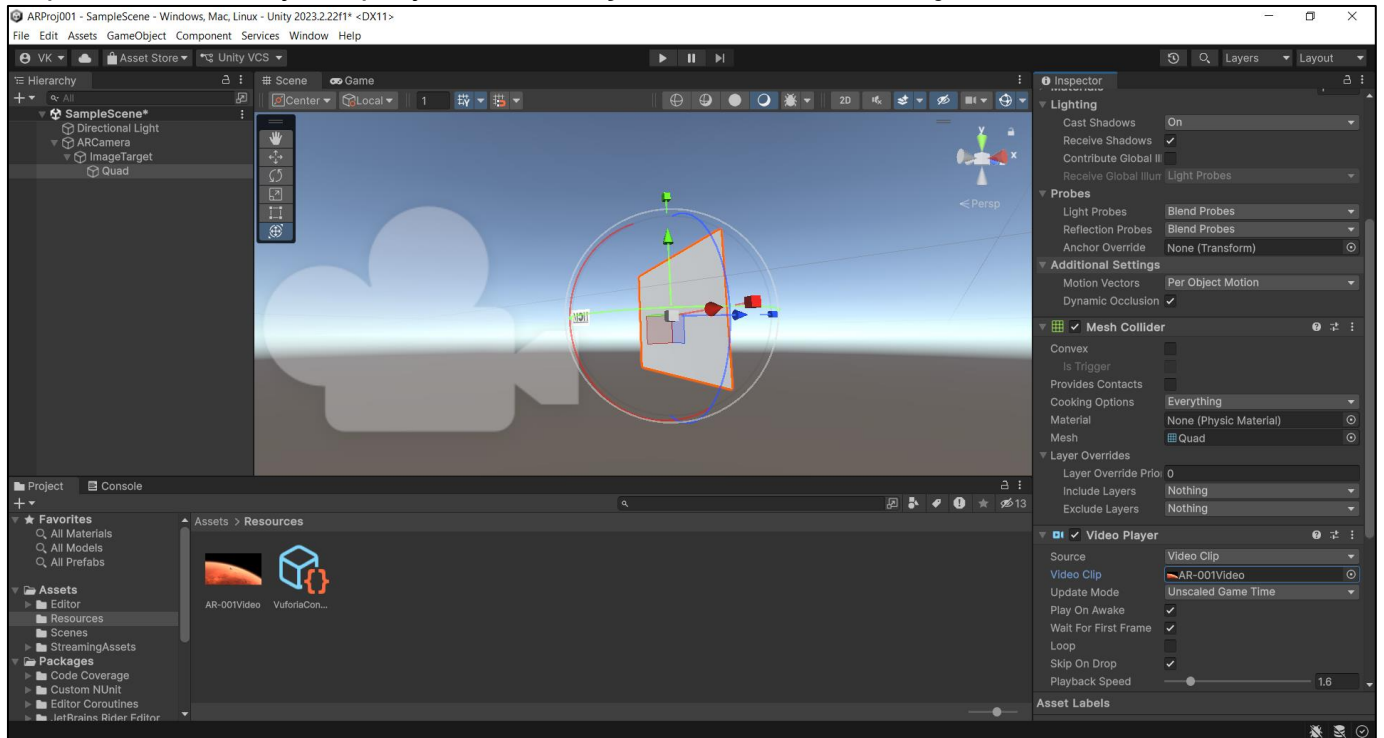 ARProj001 - SampleScene - Windows, Mac, Linux - Unity 2023.2.22f1* <DX11>
File Edit Assets GameObject Component Services Window Help
VK Asset Store Unity VCS Layers Layout
Hierarchy
All
SampleScene*
Directional Light
ARCamera
ImageTarget
Quad
Scene Game
Center Local 1 2D
y
x
Persp
Project Console
13
Favorites
All Materials
All Models
All Prefabs
Assets
Editor
Resources
Scenes
StreamingAssets
Packages
Code Coverage
Custom NUnit
Editor Coroutines
JetBrains Rider Editor
Assets > Resources
AR-001Video VuforiaCon...
Inspector
Materials
Lighting
Cast Shadows On
Receive Shadows
Contribute Global Il
Receive Global Illum Light Probes
Probes
Light Probes Blend Probes
Reflection Probes Blend Probes
Anchor Override None (Transform)
Additional Settings
Motion Vectors Per Object Motion
Dynamic Occlusion
Mesh Collider
Convex
Is Trigger
Provides Contacts
Cooking Options Everything
Material None (Physic Material)
Mesh Quad
Layer Overrides
Layer Override Prior 0
Include Layers Nothing
Exclude Layers Nothing
Video Player
Source Video Clip
Video Clip AR-001Video
Update Mode Unscaled Game Time
Play On Awake
Wait For First Frame
Loop
Skip On Drop
Playback Speed 1.6
Asset Labels